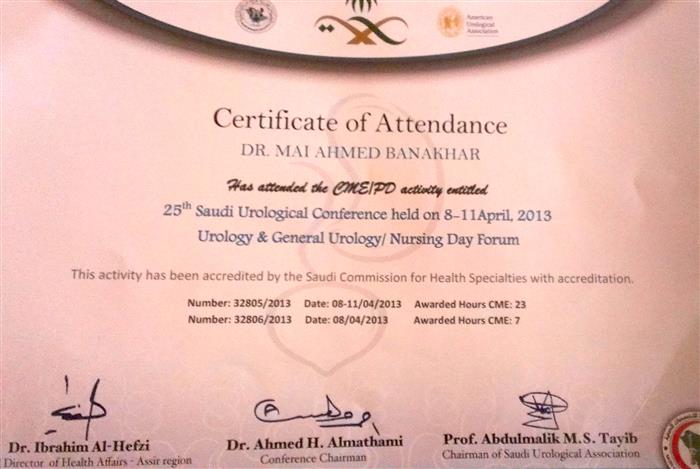 American
Urological
Association
Certificate of Attendance
DR. MAI AHMED BANAKHAR
Has attended the CME/PD activity entitled
25th Saudi Urological Conference held on 8-11April, 2013
Urology & General Urology/ Nursing Day Forum
This activity has been accredited by the Saudi Commission for Health Specialties with accreditation.
Number: 32805/2013 Date: 08-11/04/2013 Awarded Hours CME: 23
Number: 32806/2013 Date: 08/04/2013 Awarded Hours CME: 7
Dr. Ibrahim Al-Hefzi
Director of Health Affairs - Assir region
Dr. Ahmed H. Almathami
Conference Chairman
Prof. Abdulmalik M.S. Tayib
Chairman of Saudi Urological Association